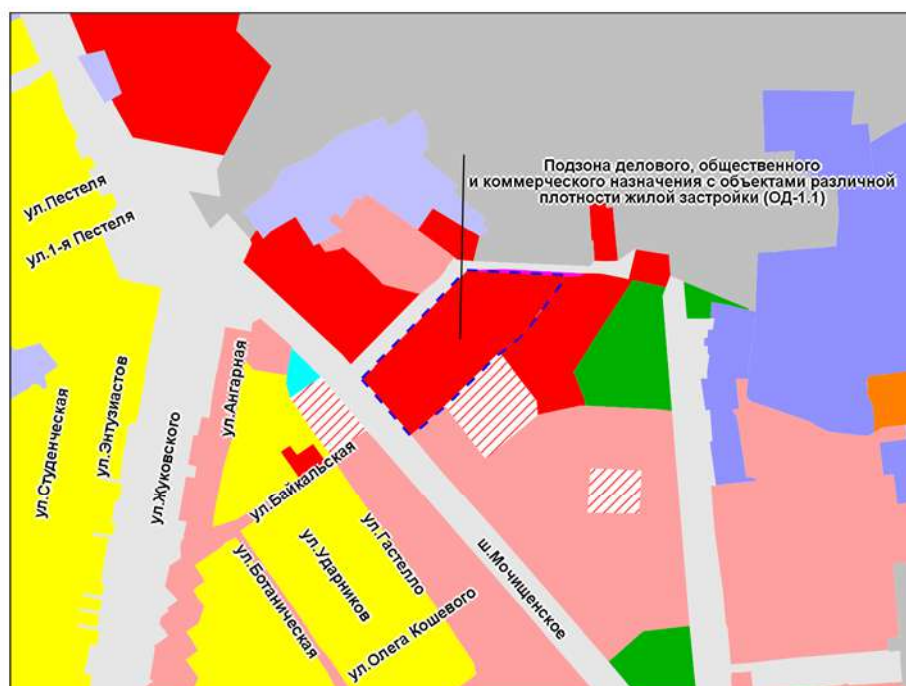 Подзона делового, общественного
и коммерческого назначения с объектами различной
плотности жилой застройки (ОД-1.1)
ул.Пестеля
ул.1-я Пестеля
ул.Студенческая
ул.Энтузиастов
ул.Жуковского
ул.Ангарная
ул.Байкальская
ул.Ботаническая
ул.Ударников
ул.Гастелло
ул.Олега Кошевого
ш.Мочищенское